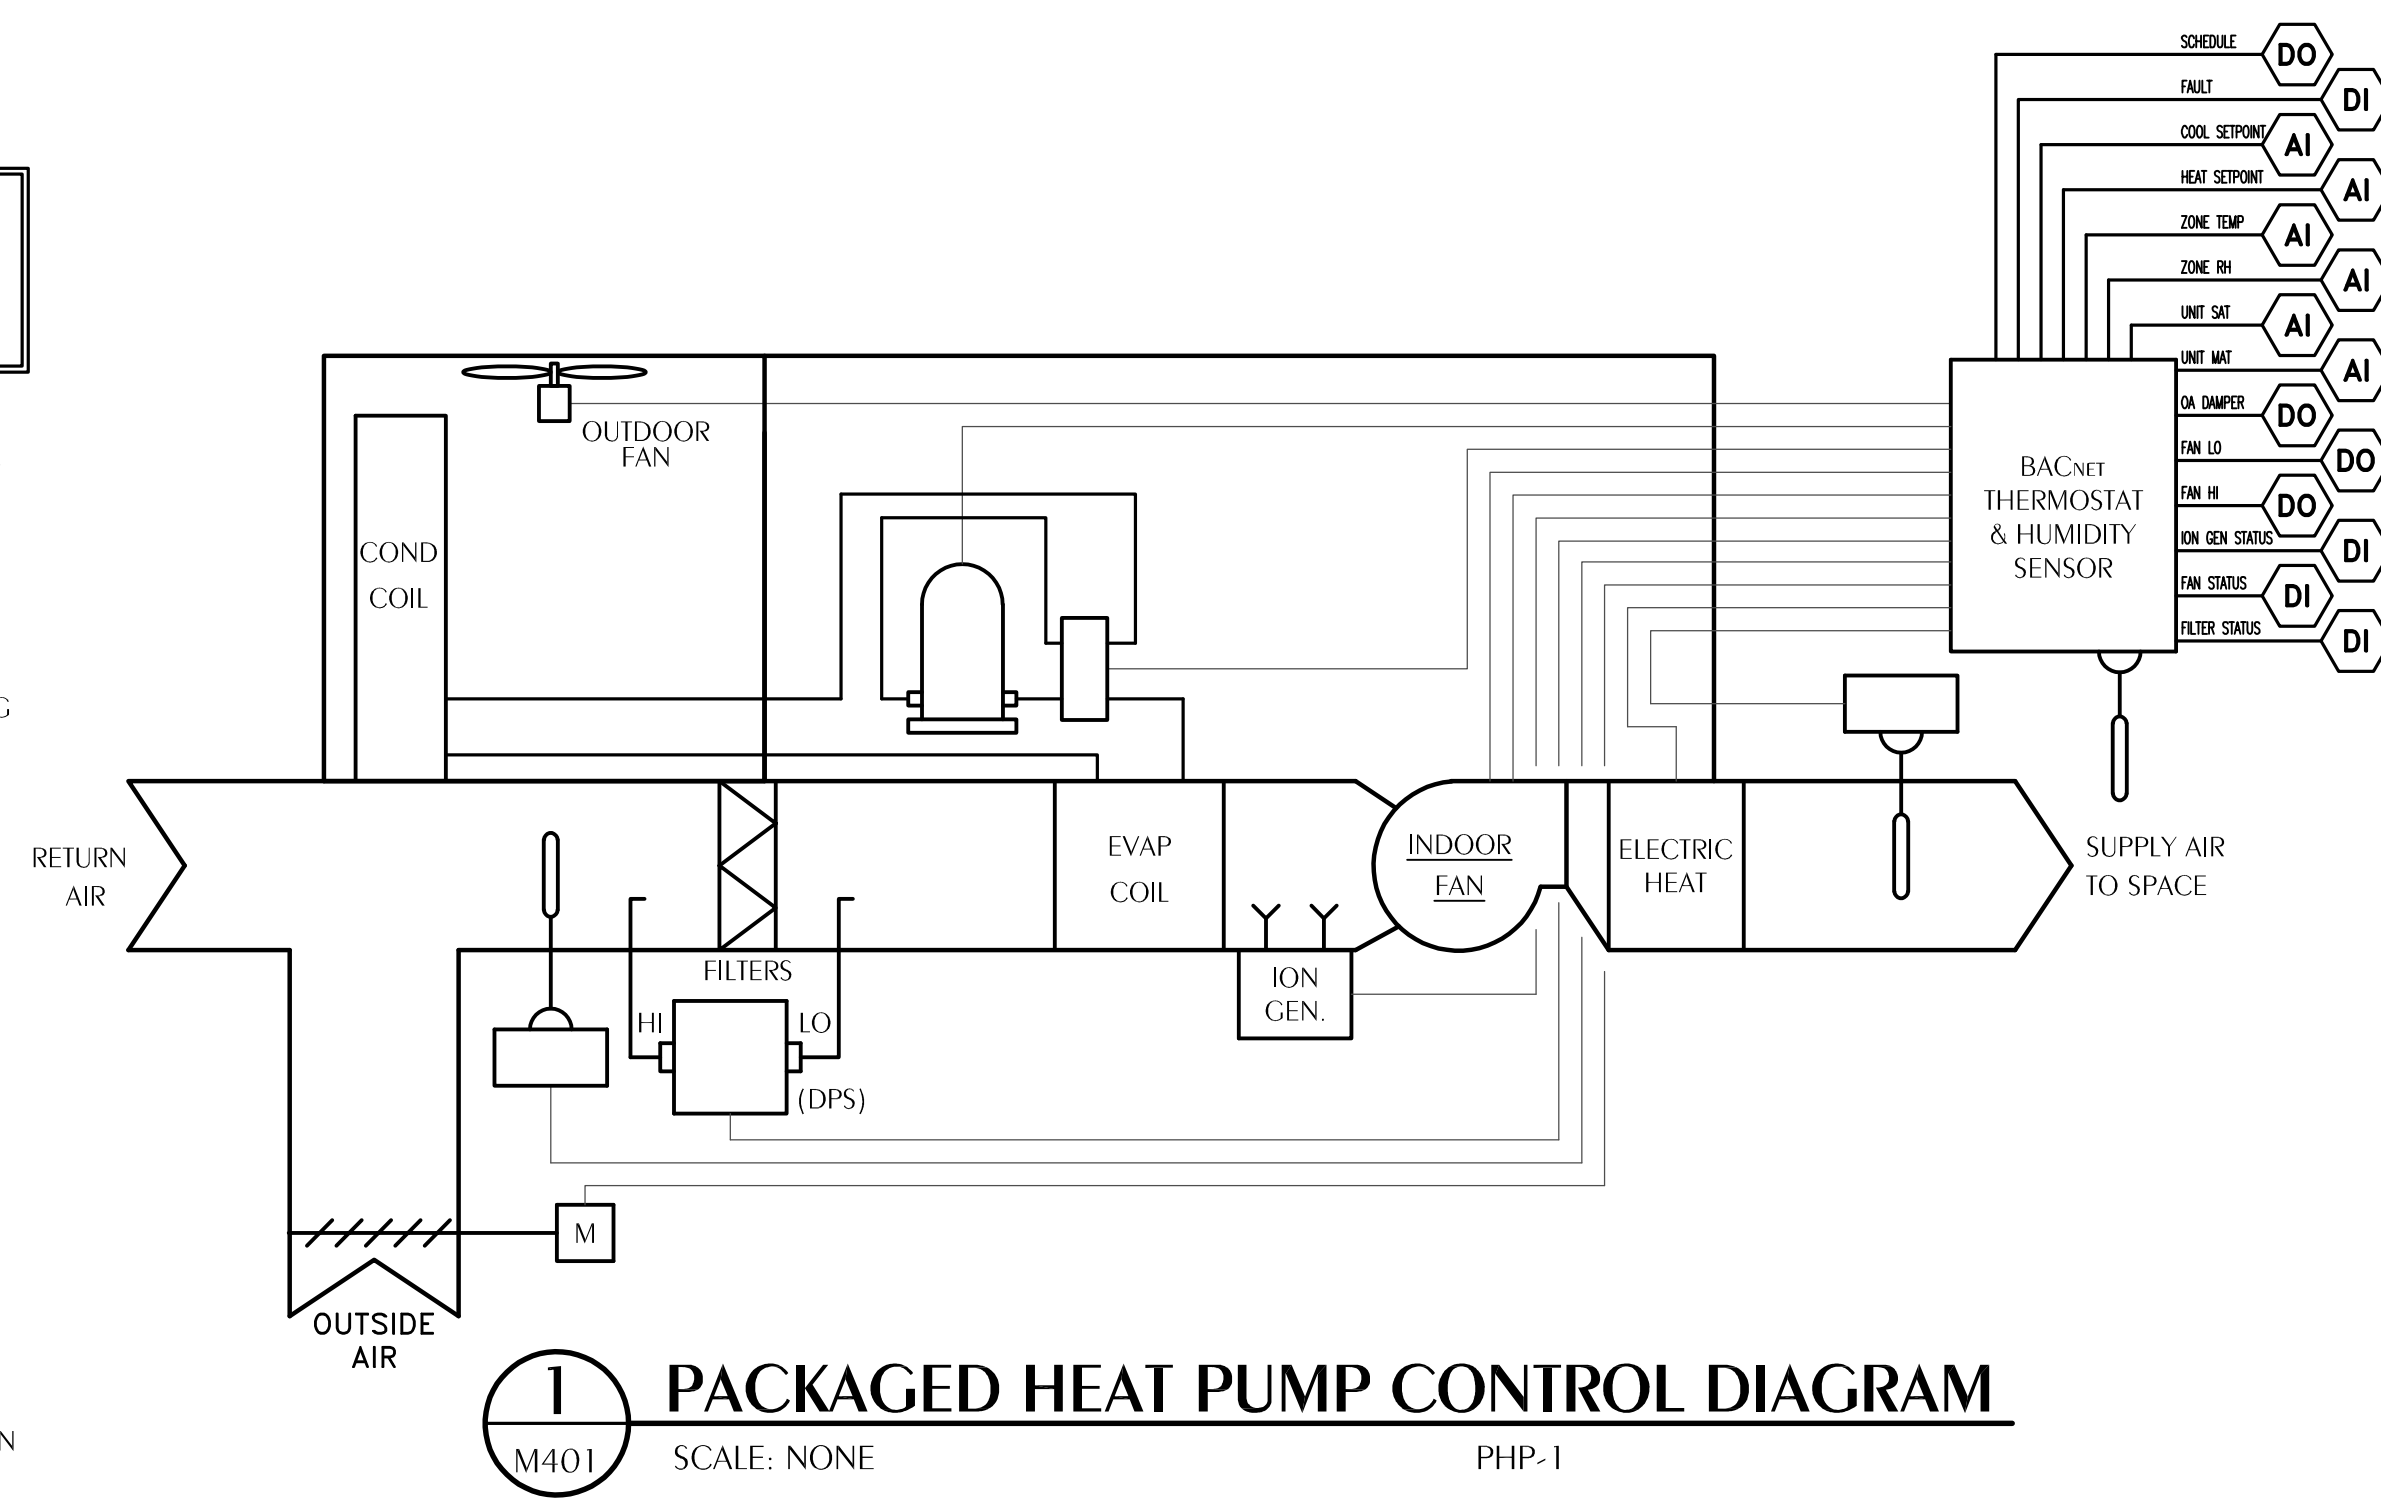 SCHEDULE
DO
FAULT
DI
COOL SETPOINT
AI
HEAT SETPOINT
AI
ZONE TEMP
AI
ZONE RH
AI
UNIT SAT
AI
UNIT MAT
AI
OA DAMPER
DO
FAN LO
DO
FAN HI
DO
ION GEN STATUS
DI
FAN STATUS
DI
FILTER STATUS
DI
BACNET
THERMOSTAT
& HUMIDITY
SENSOR
OUTDOOR
FAN
COND
COIL
G
RETURN
AIR
EVAP
COIL
INDOOR
FAN
ELECTRIC
HEAT
SUPPLY AIR
TO SPACE
FILTERS
HI
LO
(DPS)
ION
GEN.
M
OUTSIDE
AIR
N
1
M401
PACKAGED HEAT PUMP CONTROL DIAGRAM
SCALE: NONE
PHP-1